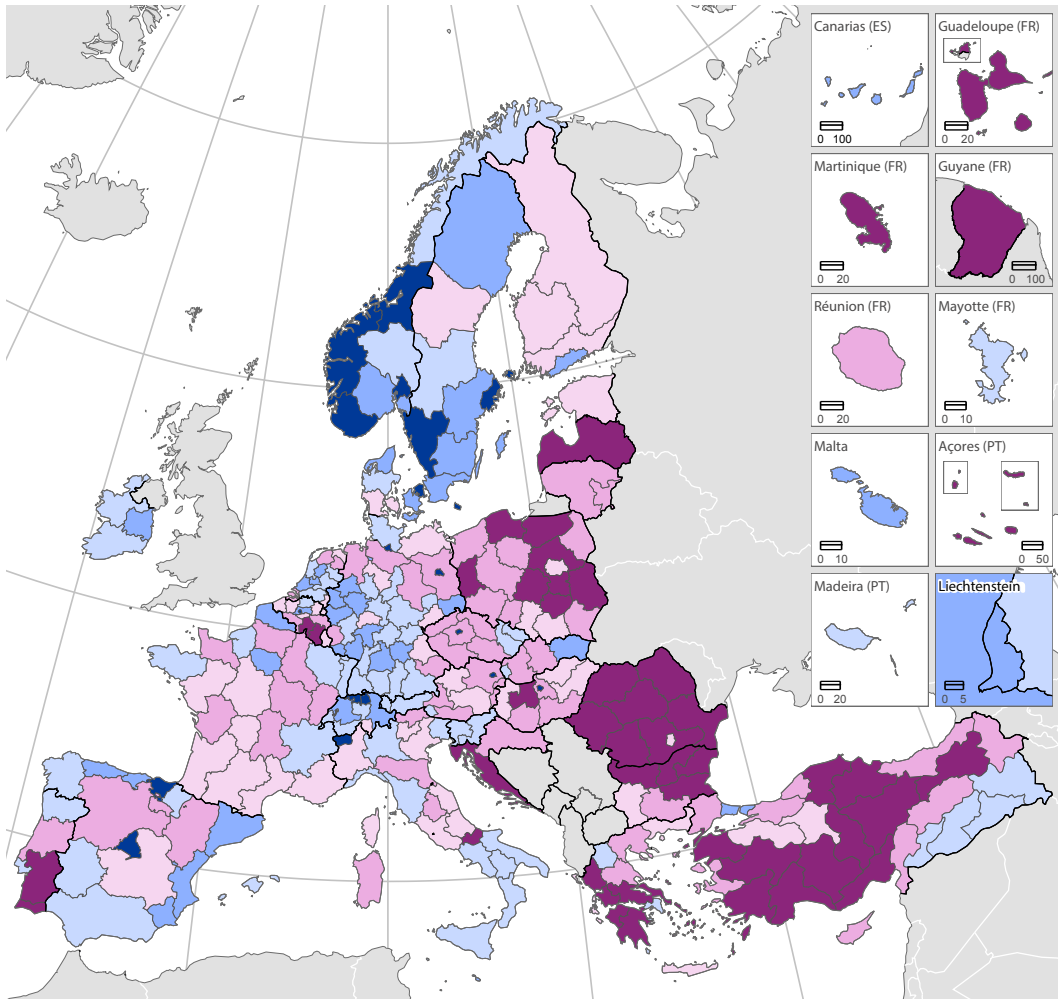 Canarias (ES)
0 100
Guadeloupe (FR)
0 20
Martinique (FR)
0 20
Guyane (FR)
0 100
Réunion (FR)
0 20
Mayotte (FR)
0 10
Malta
0 10
Açores (PT)
0 50
Madeira (PT)
0 20
Liechtenstein
0 5